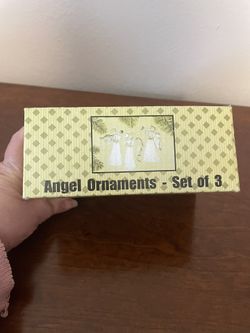 Angel Ornaments - Set of 3